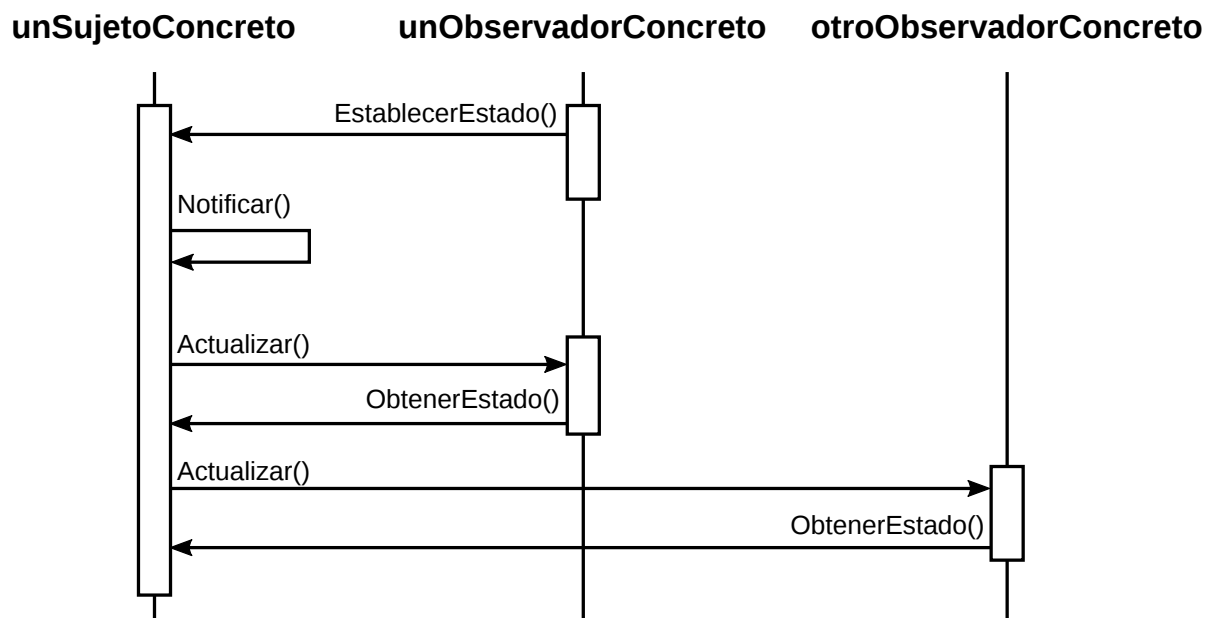 unSujetoConcreto unObservadorConcreto otroObservadorConcreto
EstablecerEstado()
Notificar()
Actualizar()
ObtenerEstado()
Actualizar()
ObtenerEstado()